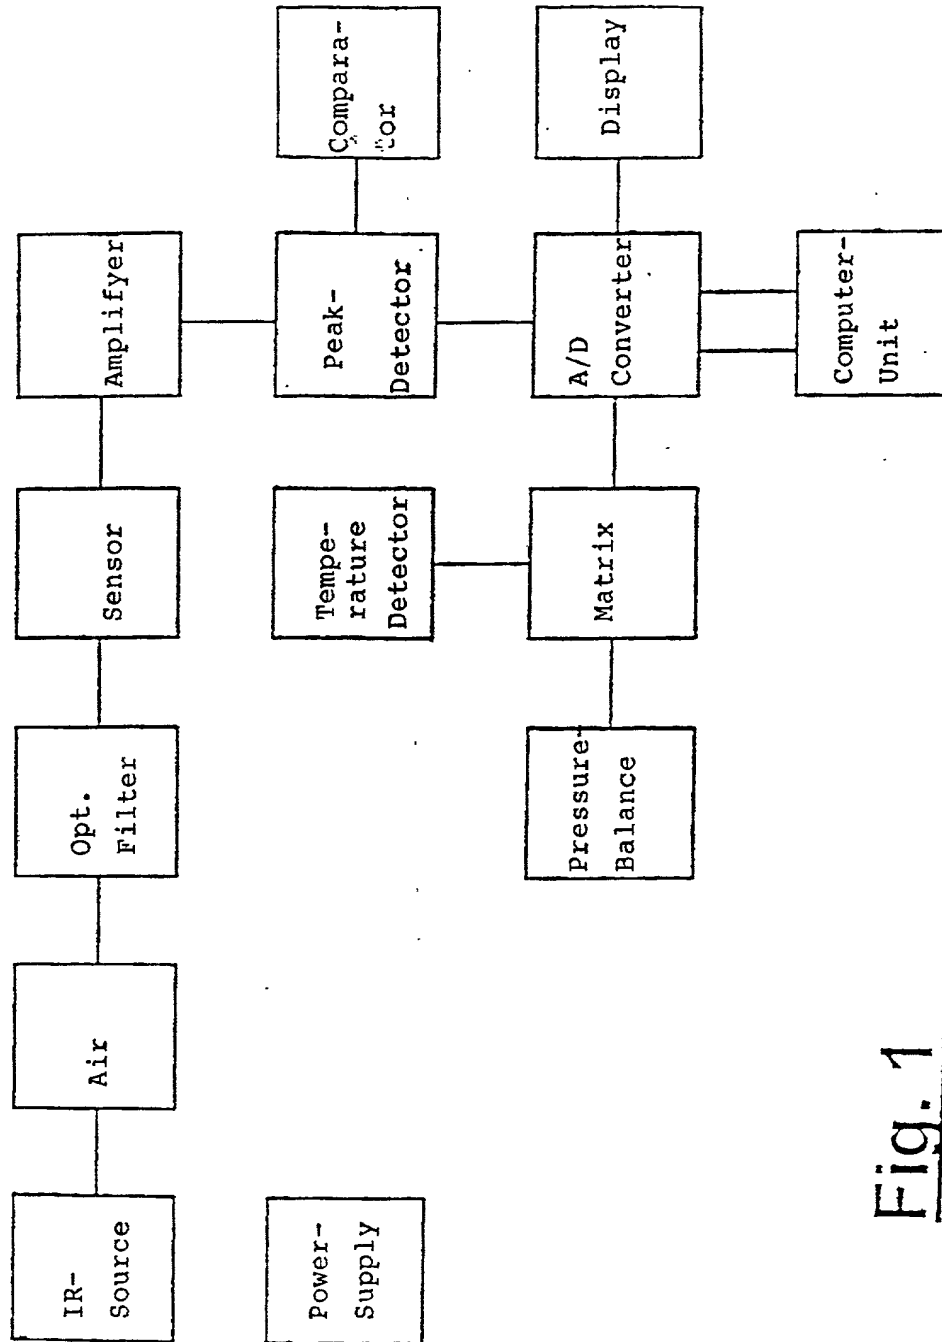 IR-
Source
Air
Opt.
Filter
Sensor
Amplifyer
Power-
Supply
Tempe-
rature
Detector
Peak-
Detector
Compara-
tor
Pressure-
Balance
Matrix
A/D
Converter
Display
Computer-
Unit
Fig. 1